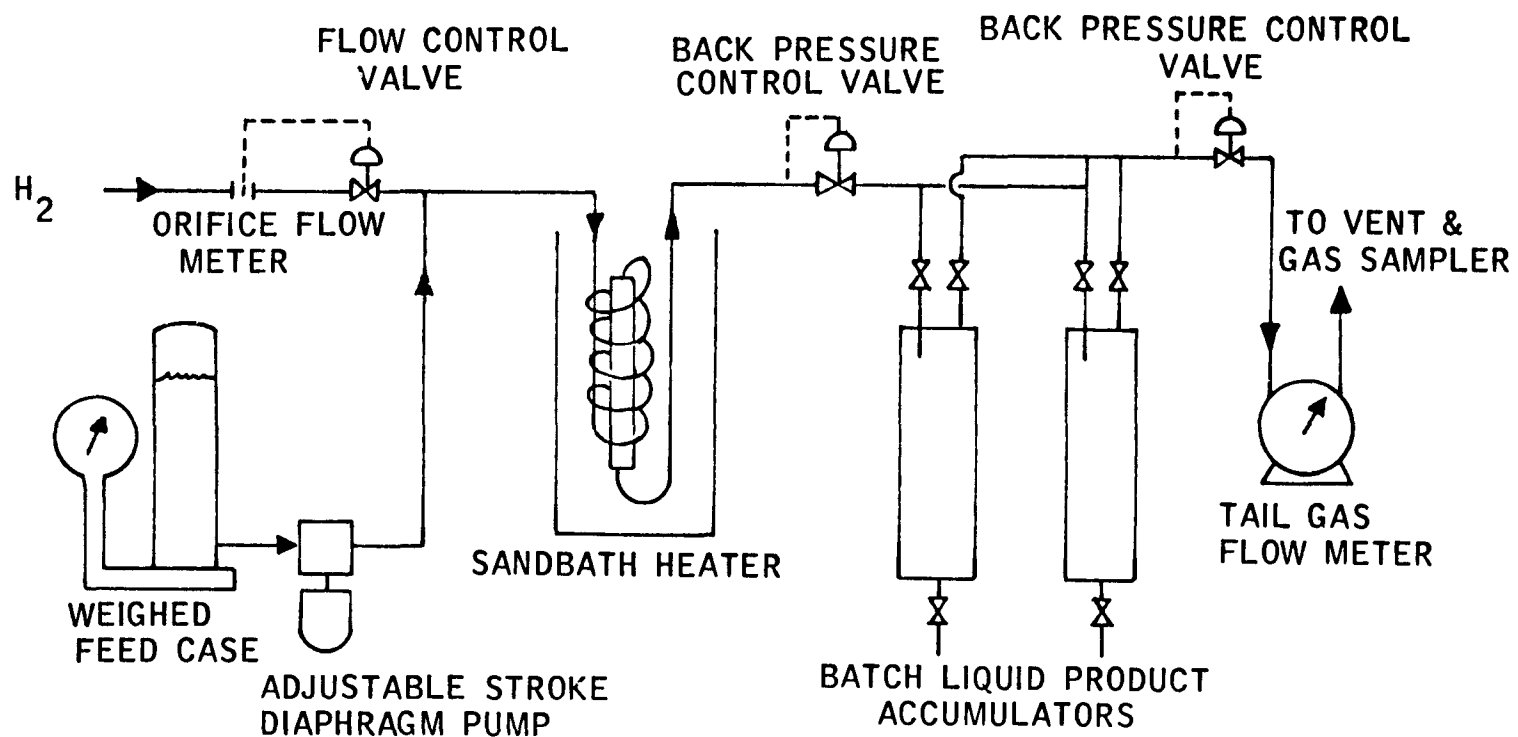 FLOW CONTROL
VALVE
BACK PRESSURE
CONTROL VALVE
BACK PRESSURE CONTROL
VALVE
H2
ORIFICE FLOW
METER
TO VENT &
GAS SAMPLER
SANDBATH HEATER
TAIL GAS
FLOW METER
WEIGHED
FEED CASE
ADJUSTABLE STROKE
DIAPHRAGM PUMP
BATCH LIQUID PRODUCT
ACCUMULATORS